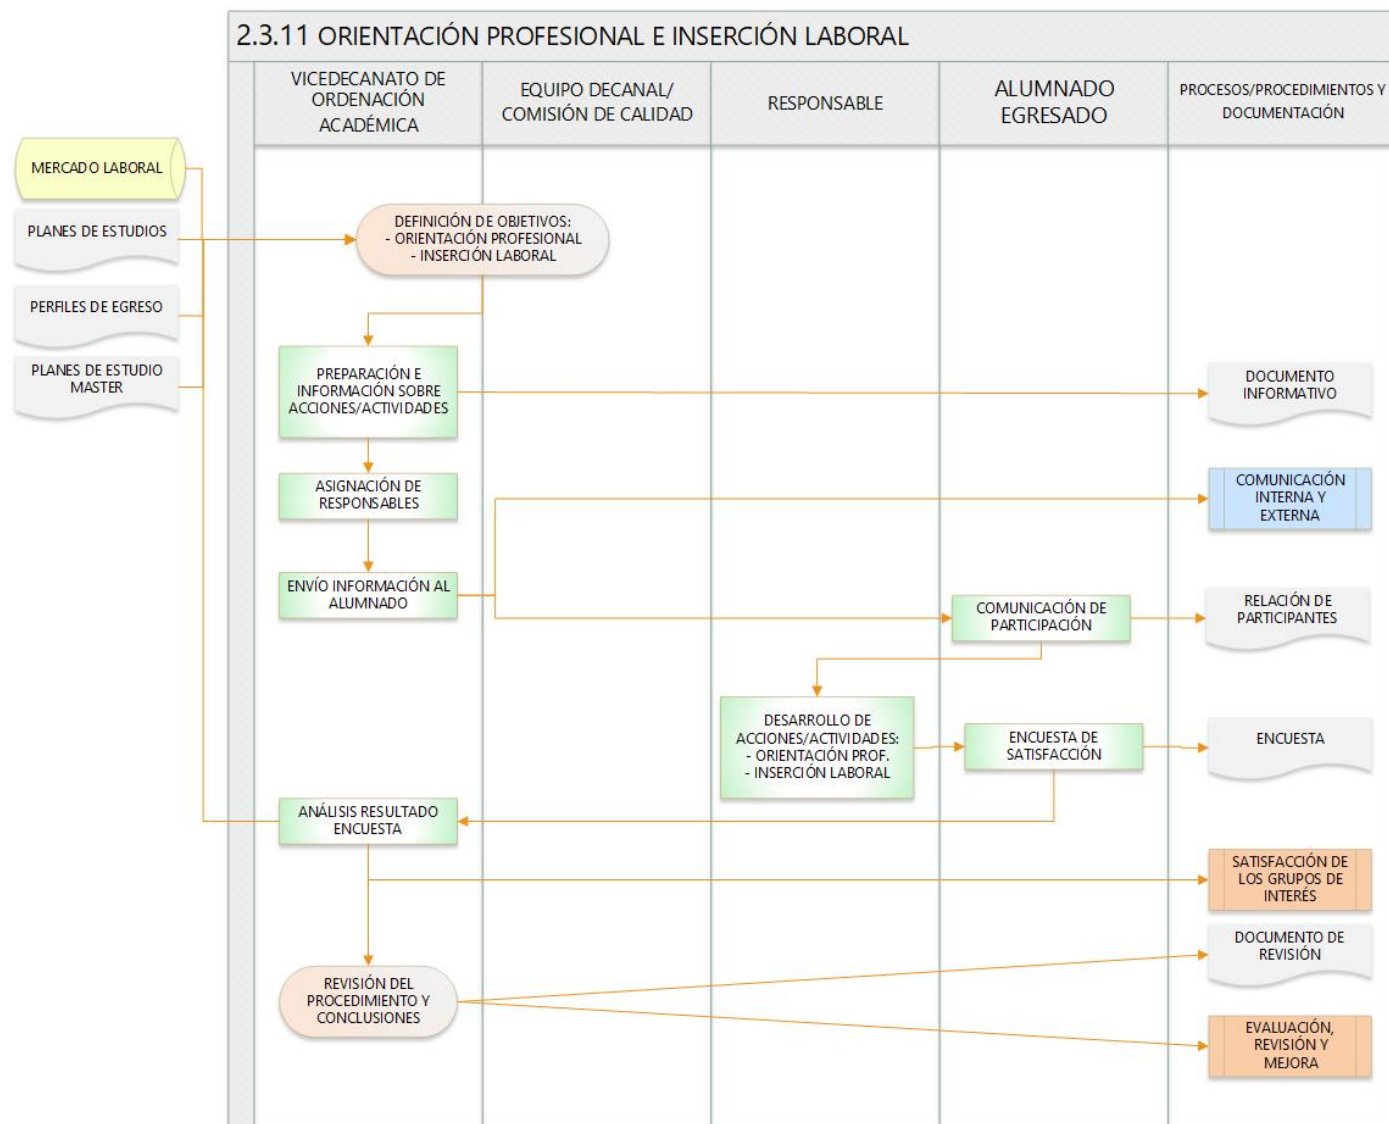 2.3.11 ORIENTACIÓN PROFESIONAL E INSERCIÓN LABORAL
VICEDECANATO DE
ORDENACIÓN
ACADÉMICA
EQUIPO DECANAL/
COMISIÓN DE CALIDAD
RESPONSABLE
ALUMNADO
EGRESADO
PROCESOS/PROCEDIMIENTOS Y
DOCUMENTACIÓN
MERCADO LABORAL
PLANES DE ESTUDIOS
PERFILES DE EGRESO
PLANES DE ESTUDIO
MASTER
DEFINICIÓN DE OBJETIVOS:
- ORIENTACIÓN PROFESIONAL
- INSERCIÓN LABORAL
PREPARACIÓN E
INFORMACIÓN SOBRE
ACCIONES/ACTIVIDADES
DOCUMENTO
INFORMATIVO
ASIGNACIÓN DE
RESPONSABLES
COMUNICACIÓN
INTERNA Y
EXTERNA
ENVÍO INFORMACIÓN AL
ALUMNADO
COMUNICACIÓN DE
PARTICIPACIÓN
RELACIÓN DE
PARTICIPANTES
DESARROLLO DE
ACCIONES/ACTIVIDADES:
- ORIENTACIÓN PROF.
- INSERCIÓN LABORAL
ENCUESTA DE
SATISFACCIÓN
ENCUESTA
ANÁLISIS RESULTADO
ENCUESTA
SATISFACCIÓN DE
LOS GRUPOS DE
INTERÉS
DOCUMENTO DE
REVISIÓN
REVISIÓN DEL
PROCEDIMIENTO Y
CONCLUSIONES
EVALUACIÓN,
REVISIÓN Y
MEJORA